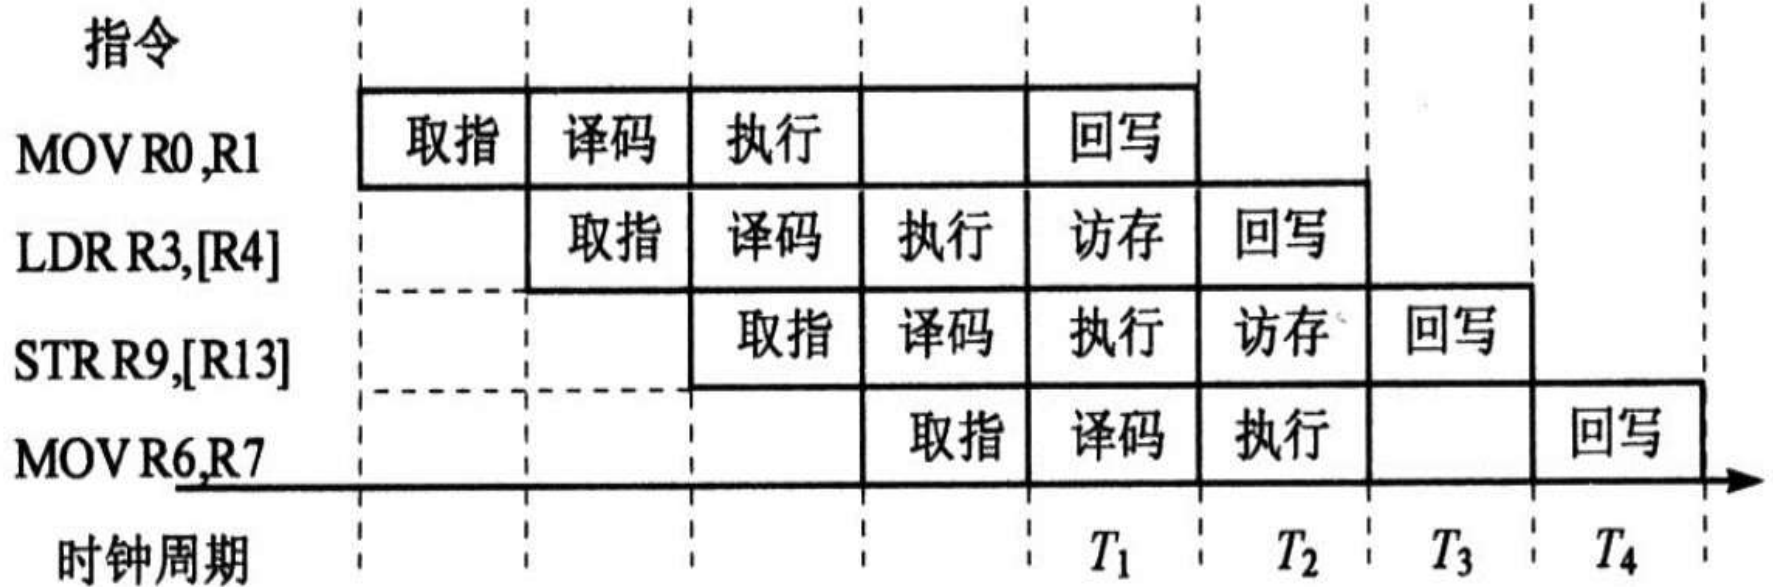 指令
MOV R0,R1 取指 译码 执行 回写
LDR R3,[R4] 取指 译码 执行 访存 回写
STR R9,[R13] 取指 译码 执行 访存 回写
MOV R6,R7 取指 译码 执行 回写
时钟周期 T1 T2 T3 T4